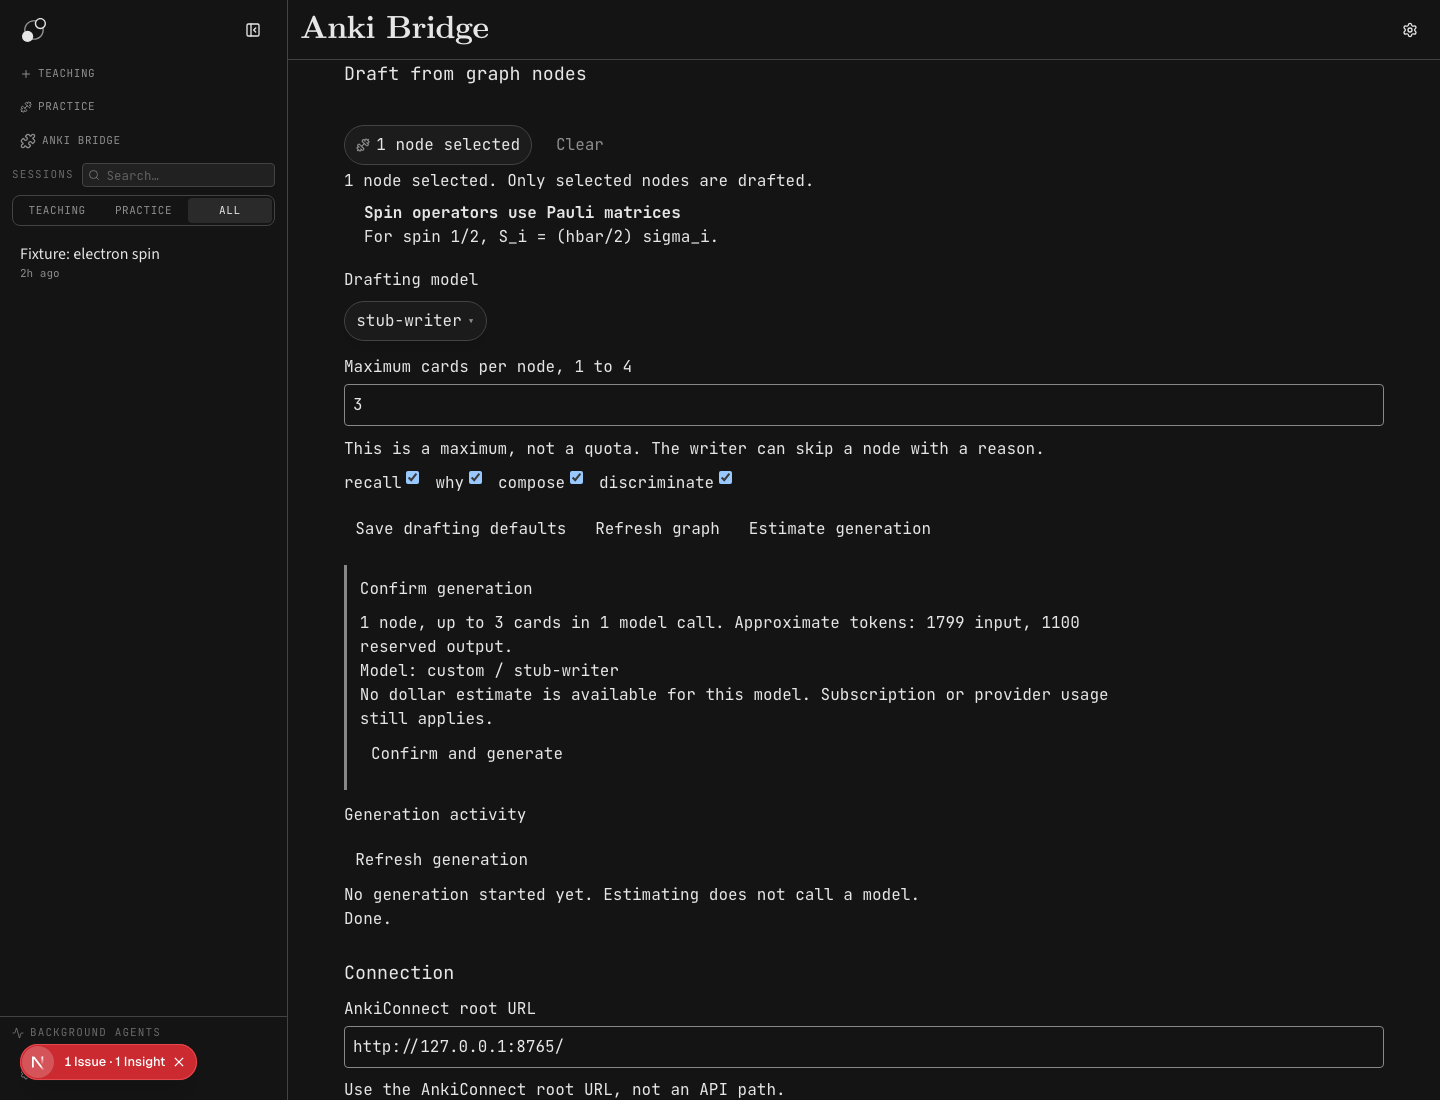 Anki Bridge
TEACHING
PRACTICE
ANKI BRIDGE
SESSIONS
Search…
TEACHING
PRACTICE
ALL
Fixture: electron spin
2h ago
BACKGROUND AGENTS
1 Issue · 1 Insight
Draft from graph nodes
1 node selected
Clear
1 node selected. Only selected nodes are drafted.
Spin operators use Pauli matrices
For spin 1/2, S_i = (hbar/2) sigma_i.
Drafting model
stub-writer
Maximum cards per node, 1 to 4
3
This is a maximum, not a quota. The writer can skip a node with a reason.
recall why compose discriminate
Save drafting defaults Refresh graph Estimate generation
Confirm generation
1 node, up to 3 cards in 1 model call. Approximate tokens: 1799 input, 1100
reserved output.
Model: custom / stub-writer
No dollar estimate is available for this model. Subscription or provider usage
still applies.
Confirm and generate
Generation activity
Refresh generation
No generation started yet. Estimating does not call a model.
Done.
Connection
AnkiConnect root URL
http://127.0.0.1:8765/
Use the AnkiConnect root URL, not an API path.